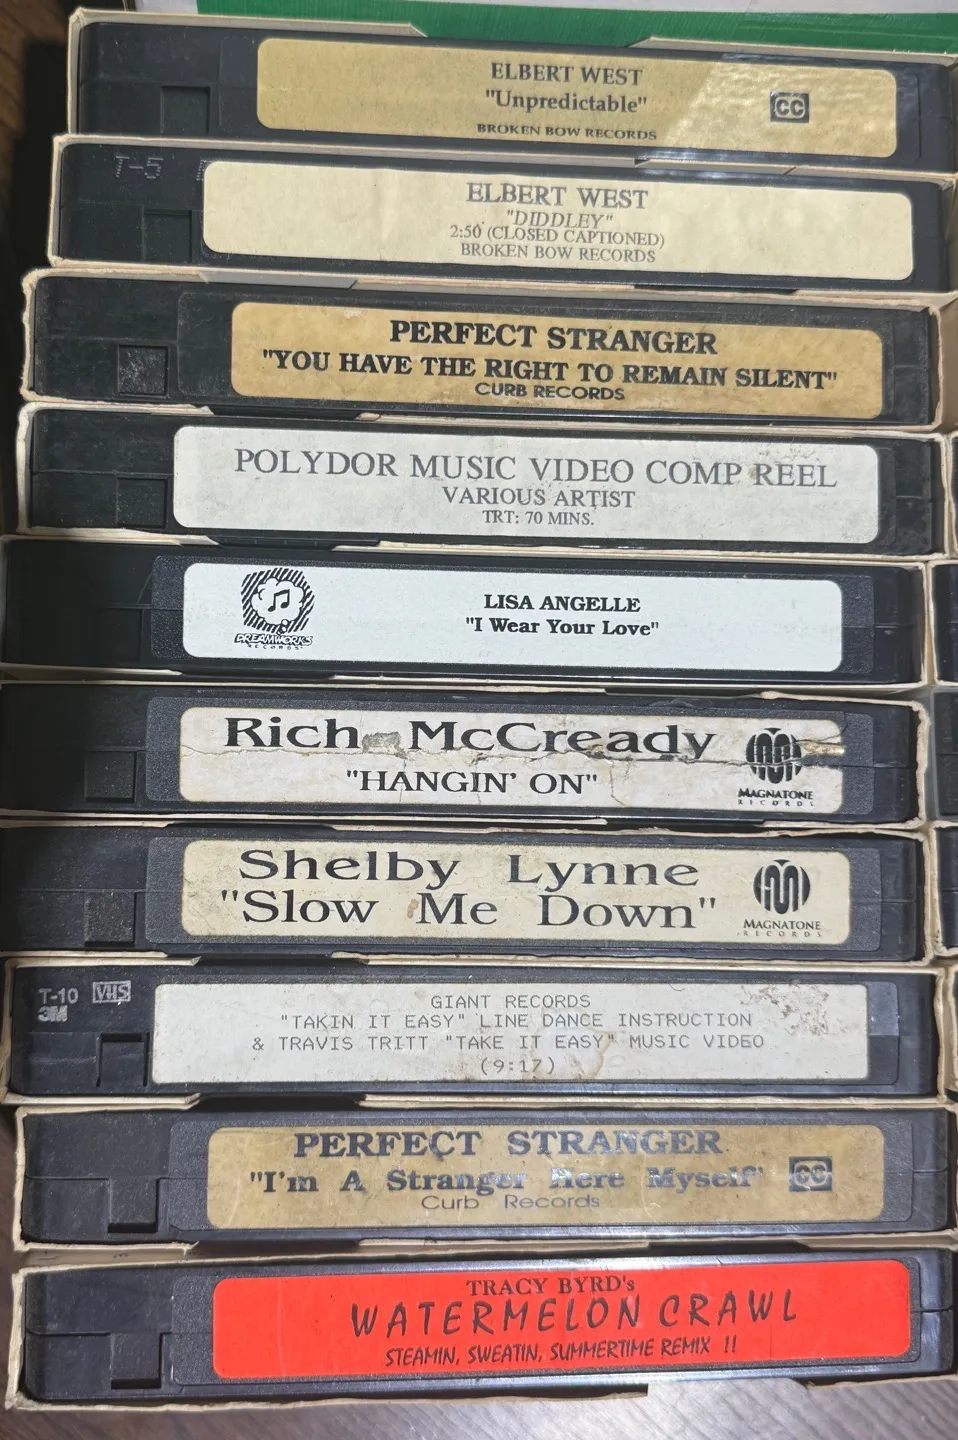 ELBERT WEST
"Unpredictable"
CC
BROKEN BOW RECORDS
T-5
ELBERT WEST
"DIDDLEY"
2:50 (CLOSED CAPTIONED)
BROKEN BOW RECORDS
PERFECT STRANGER
"YOU HAVE THE RIGHT TO REMAIN SILENT"
CURB RECORDS
POLYDOR MUSIC VIDEO COMP REEL
VARIOUS ARTIST
TRT: 70 MINS.
DREAMWORKS
RECORDS
LISA ANGELLE
"I Wear Your Love"
Rich McCready
"HANGIN' ON"
MAGNATONE
RECORDS
Shelby Lynne
"Slow Me Down"
MAGNATONE
RECORDS
T-10 VHS
3M
GIANT RECORDS
"TAKIN IT EASY" LINE DANCE INSTRUCTION
& TRAVIS TRITT "TAKE IT EASY" MUSIC VIDEO
(9:17)
PERFECT STRANGER
"I'm A Stranger Here Myself"
CC
Curb Records
TRACY BYRD's
WATERMELON CRAWL
STEAMIN, SWEATIN, SUMMERTIME REMIX !!